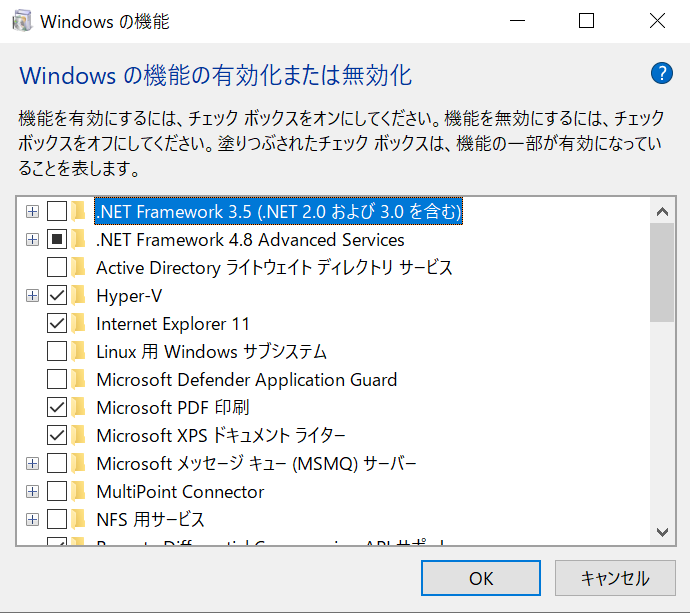 Windows の機能
Windows の機能の有効化または無効化
?
機能を有効にするには、チェック ボックスをオンにしてください。機能を無効にするには、チェック
ボックスをオフにしてください。塗りつぶされたチェック ボックスは、機能の一部が有効になってい
ることを表します。
.NET Framework 3.5 (.NET 2.0 および 3.0 を含む)
.NET Framework 4.8 Advanced Services
Active Directory ライトウェイト ディレクトリ サービス
Hyper-V
Internet Explorer 11
Linux 用 Windows サブシステム
Microsoft Defender Application Guard
Microsoft PDF 印刷
Microsoft XPS ドキュメント ライター
Microsoft メッセージ キュー (MSMQ) サーバー
MultiPoint Connector
NFS 用サービス
OK
キャンセル